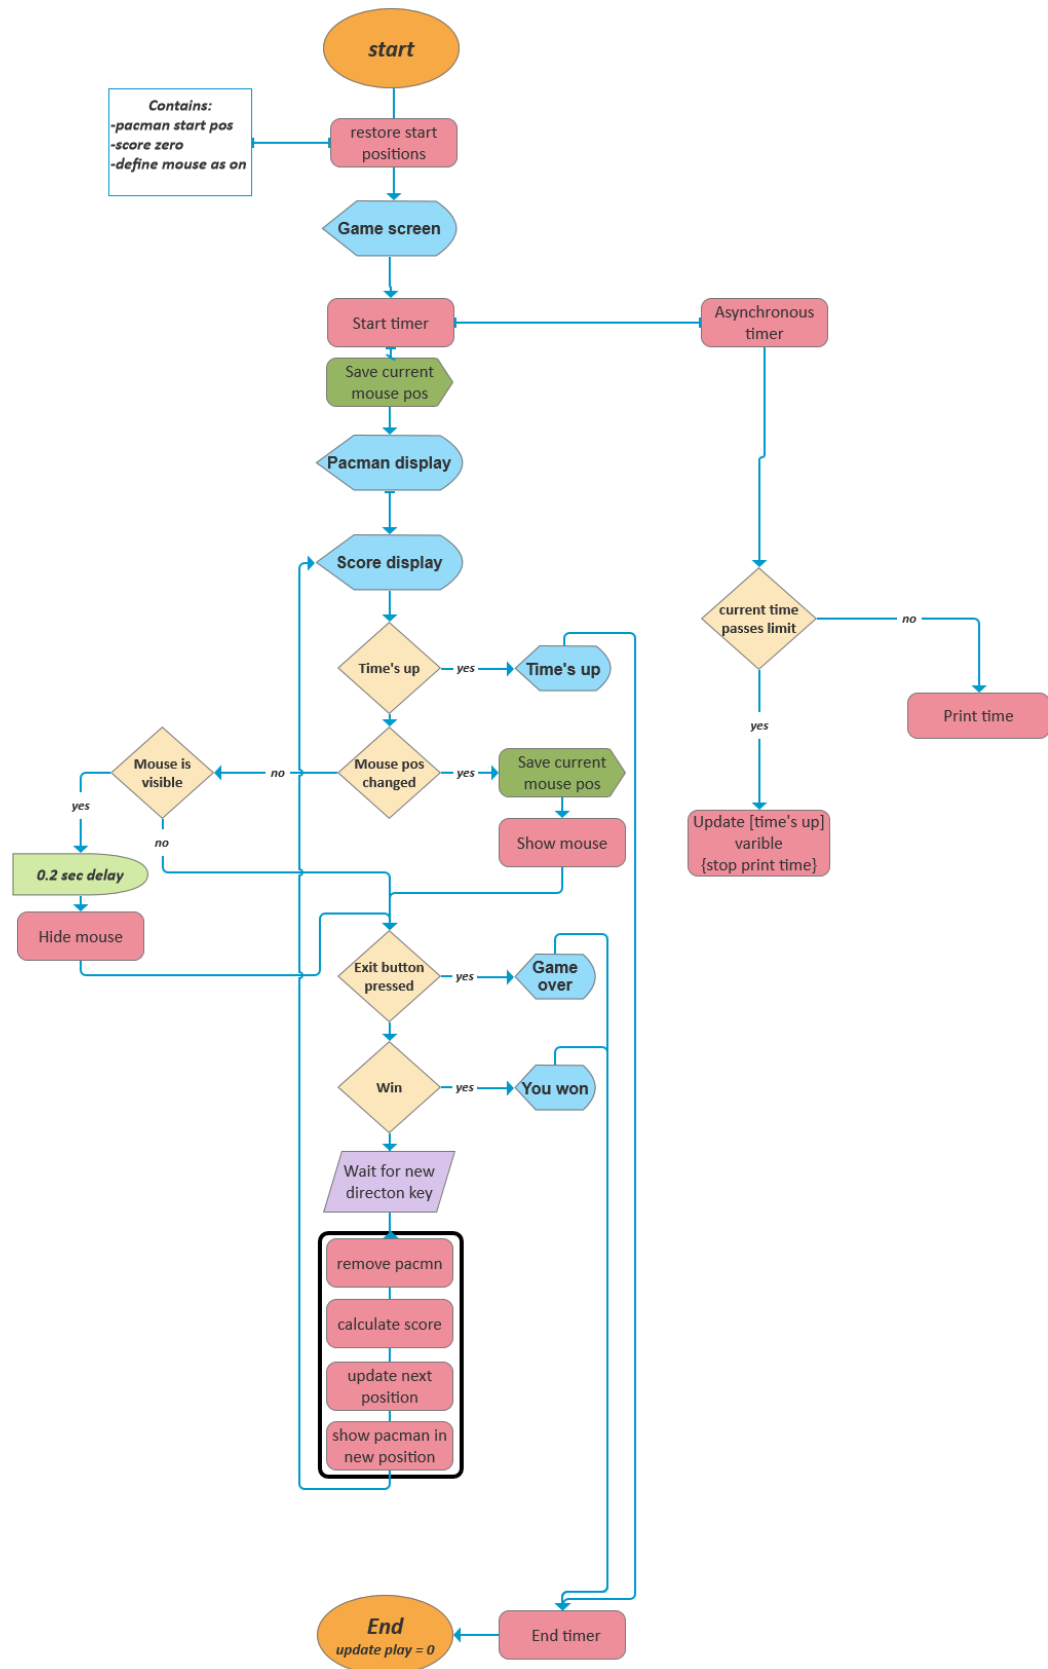 start
Contains:
-pacman start pos
-score zero
-define mouse as on
restore start
positions
Game screen
Start timer
Asynchronous
timer
Save current
mouse pos
Pacman display
Score display
current time
passes limit
no
Time's up
yes
Time's up
Print time
yes
Mouse is
visible
no
Mouse pos
changed
yes
Save current
mouse pos
yes
no
Show mouse
Update [time's up]
varible
{stop print time}
0.2 sec delay
Hide mouse
Exit button
pressed
yes
Game
over
Win
yes
You won
Wait for new
directon key
remove pacmn
calculate score
update next
position
show pacman in
new position
End
update play = 0
End timer